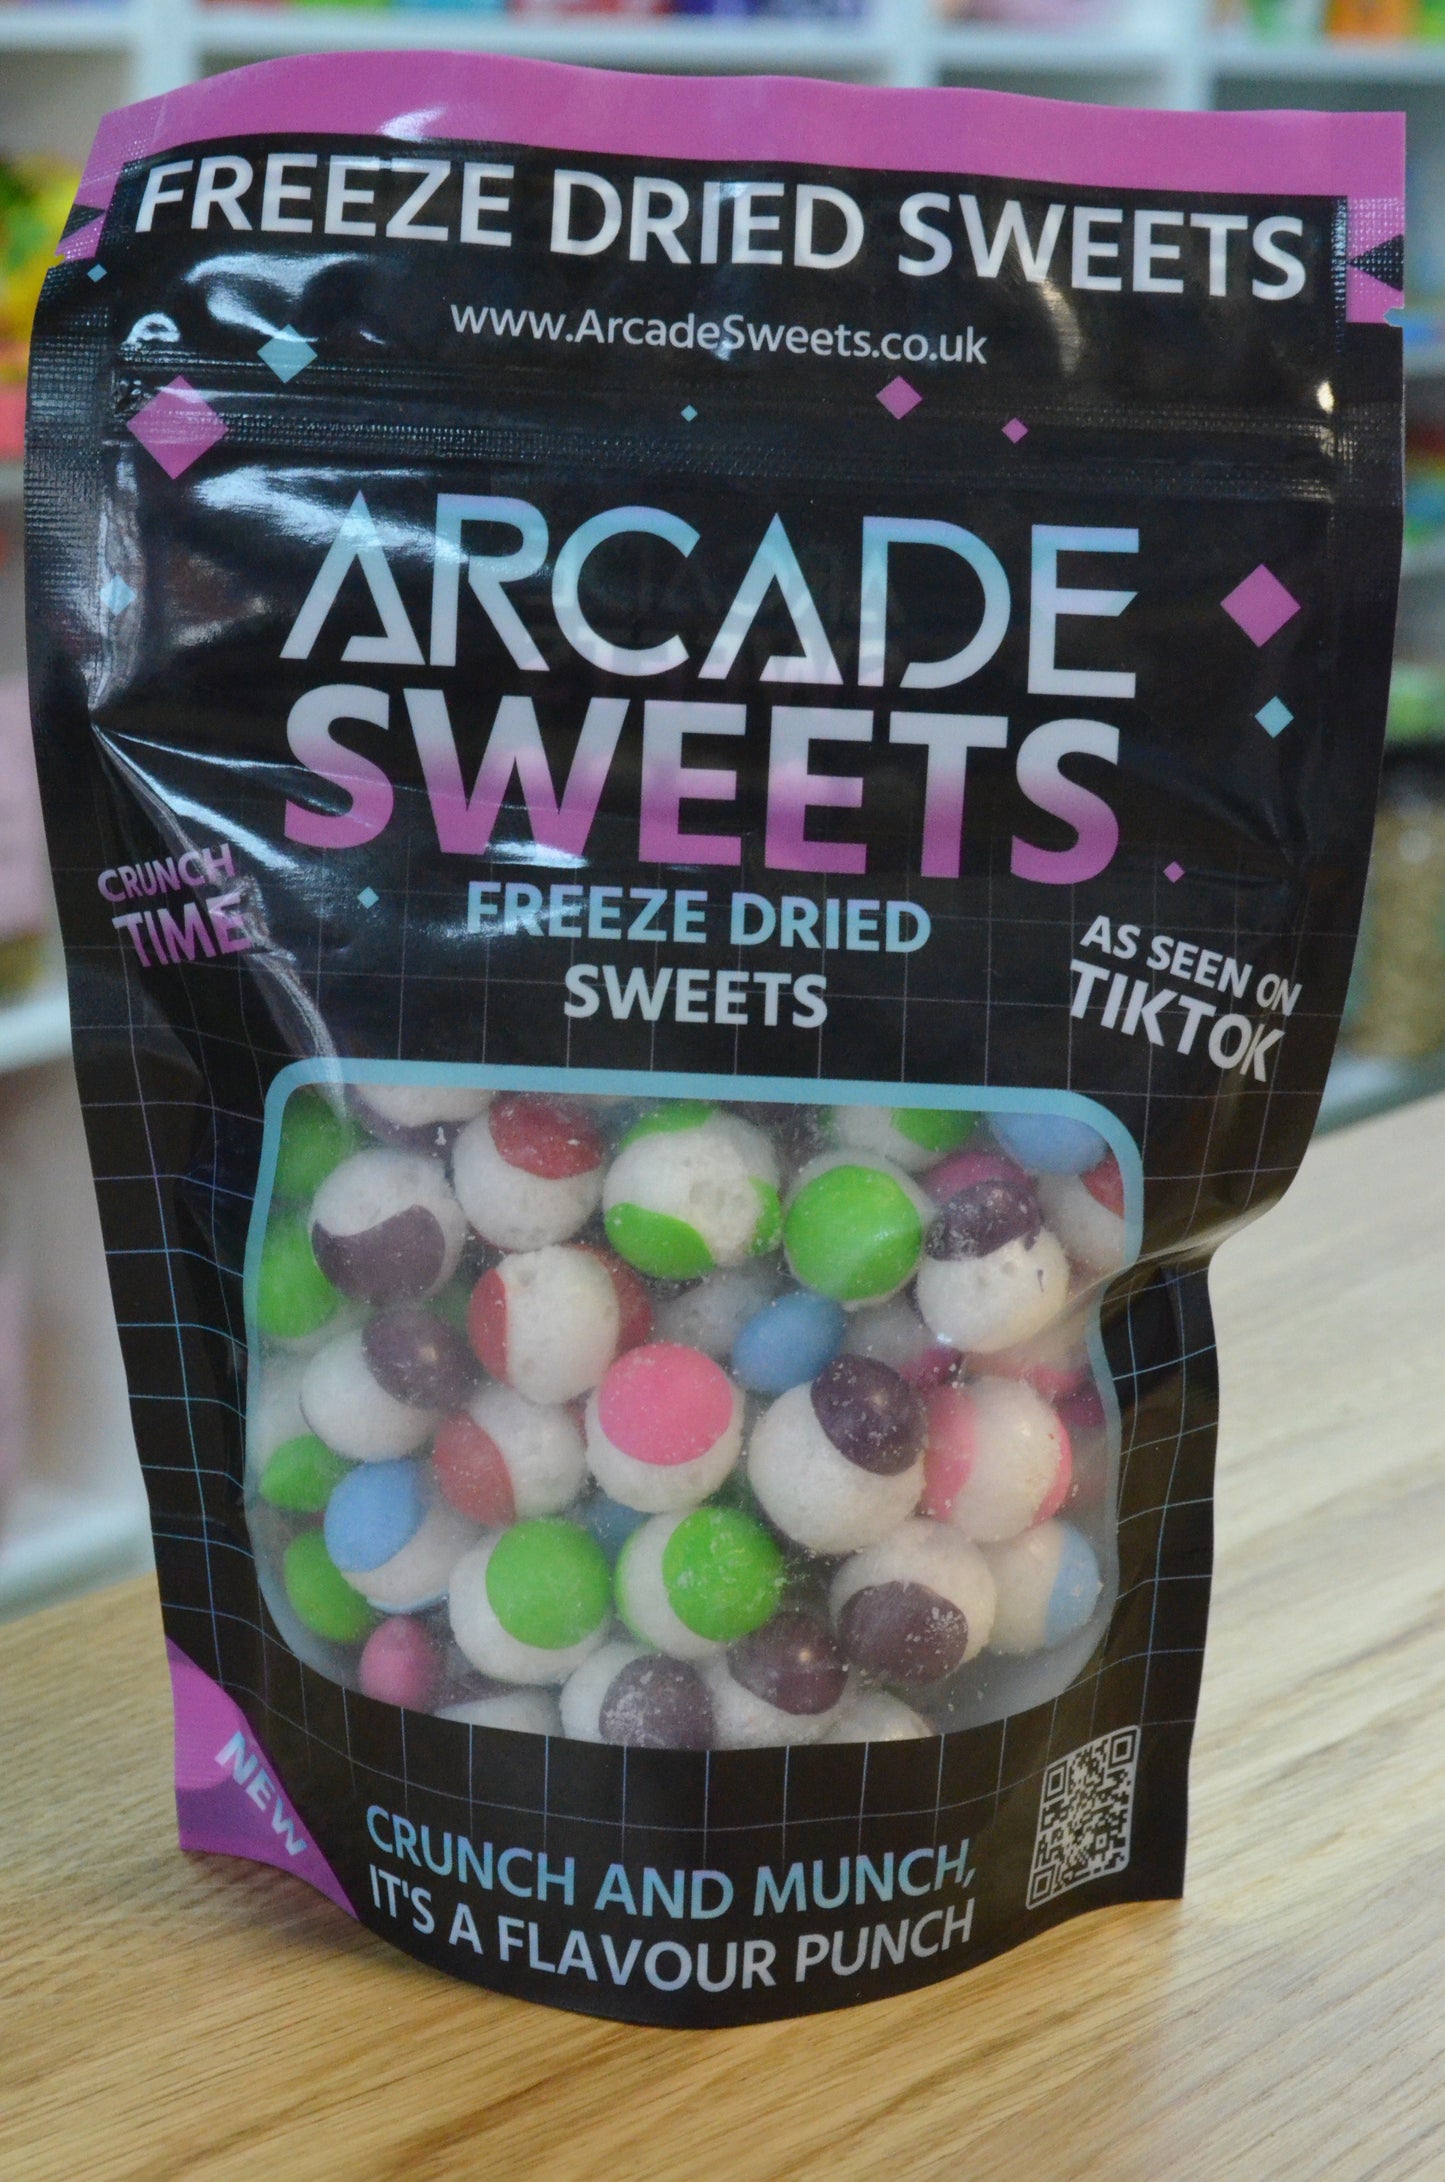 FREEZE DRIED SWEETS
www.ArcadeSweets.co.uk
ARCADE
SWEETS
FREEZE DRIED
SWEETS
CRUNCH
TIME
AS SEEN ON
TIKTOK
NEW
CRUNCH AND MUNCH,
IT'S A FLAVOUR PUNCH